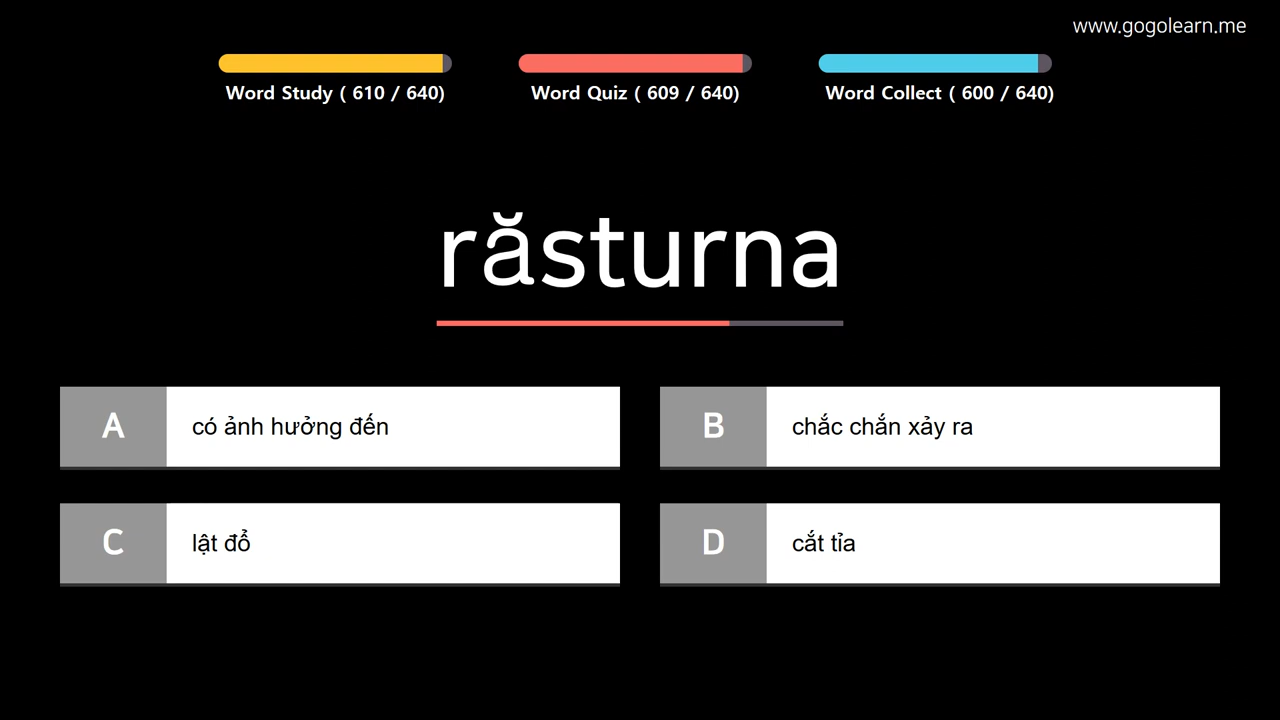 www.gogolearn.me
Word Study ( 610 / 640)
Word Quiz ( 609 / 640)
Word Collect ( 600 / 640)
răsturna
A
có ảnh hưởng đến
B
chắc chắn xảy ra
C
lật đổ
D
cắt tỉa